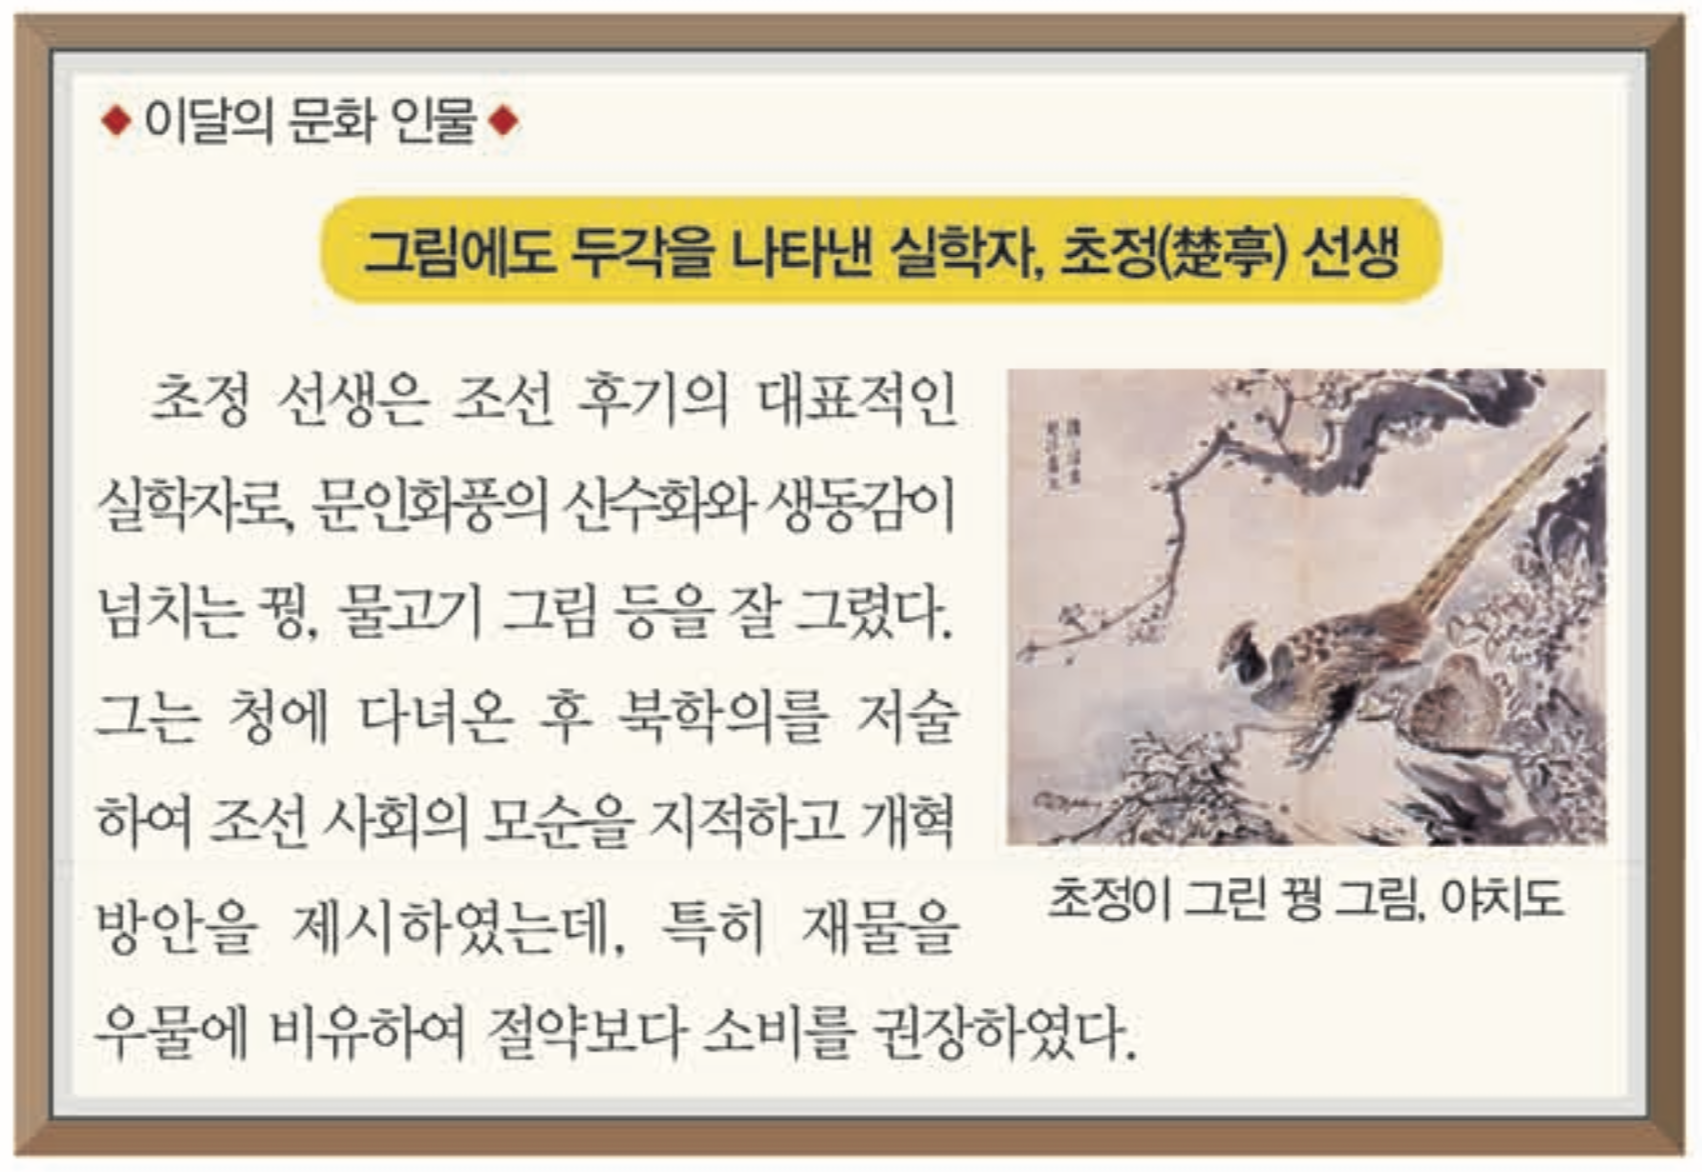 ◆ 이달의 문화 인물 ◆
그림에도 두각을 나타낸 실학자, 초정(楚亭) 선생
초정 선생은 조선 후기의 대표적인
실학자로, 문인화풍의 산수화와 생동감이
넘치는 꿩, 물고기 그림 등을 잘 그렸다.
그는 청에 다녀온 후 북학의를 저술
하여 조선 사회의 모순을 지적하고 개혁
방안을 제시하였는데, 특히 재물을
우물에 비유하여 절약보다 소비를 권장하였다.
초정이 그린 꿩 그림, 야치도